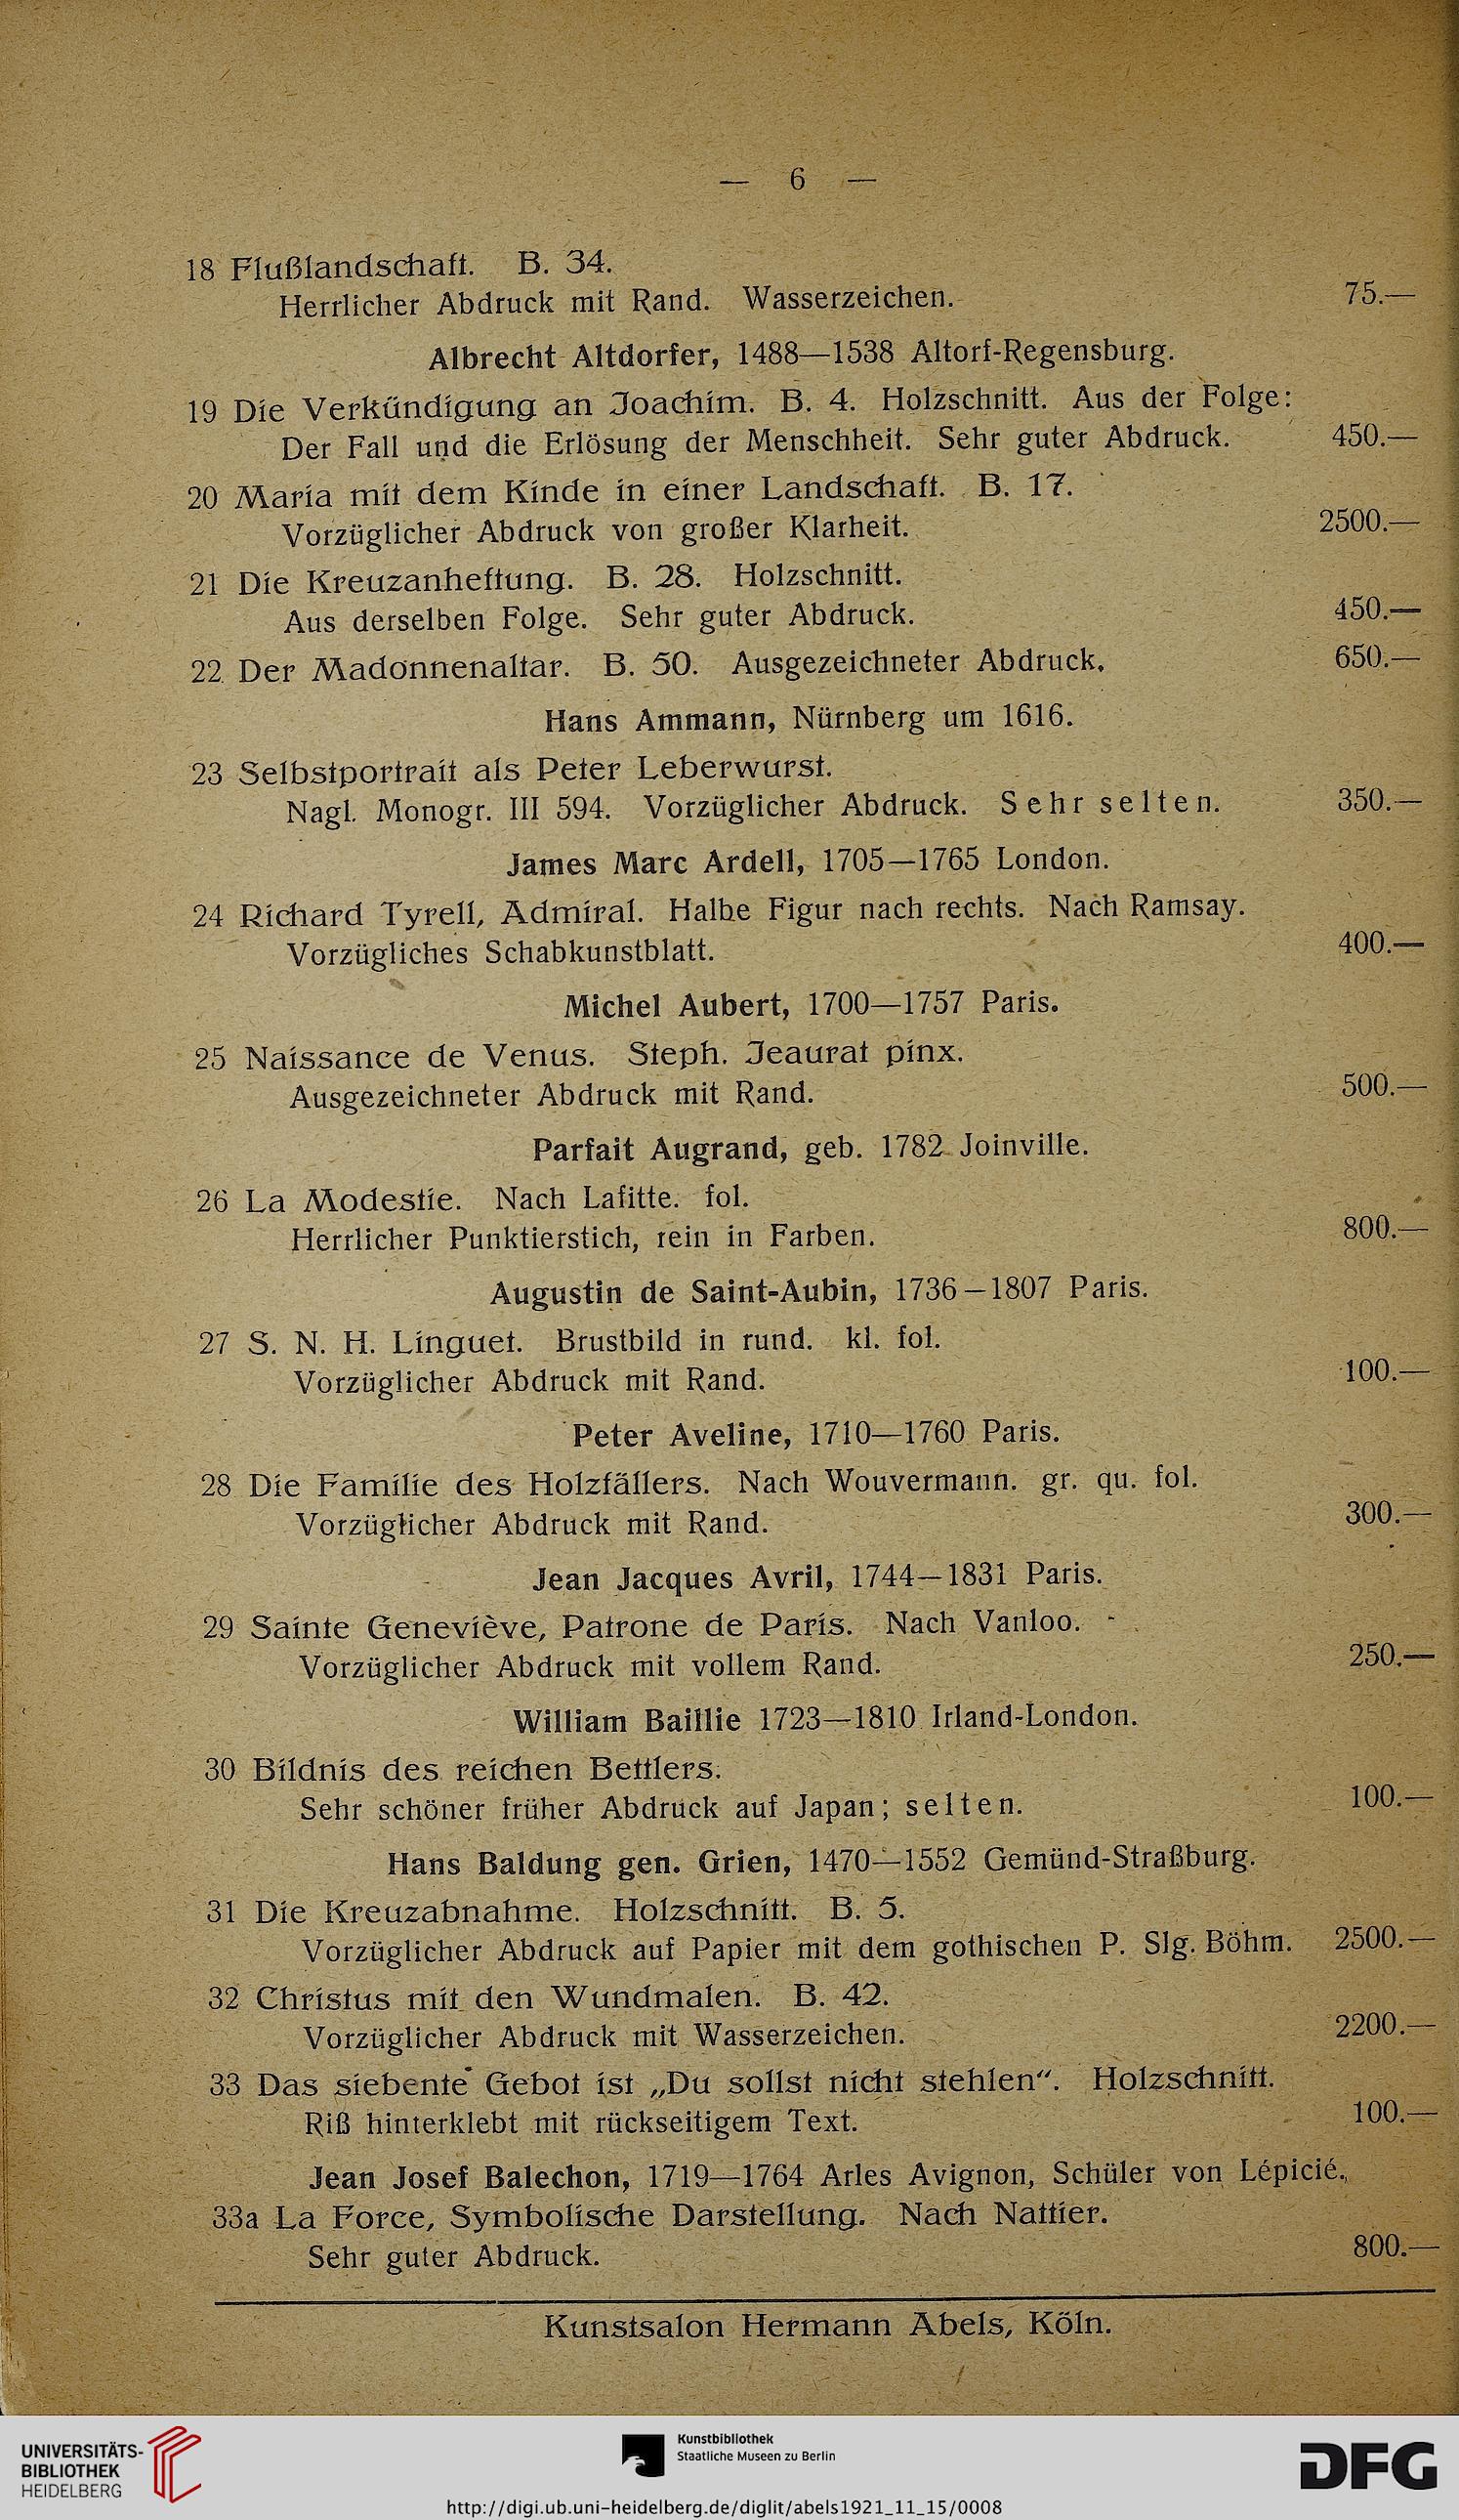 — 6 —
18 Flußlandschaft. B. 34.
Herrlicher Abdruck mit Rand. Wasserzeichen. 75.—
Albrecht Altdorfer, 1488—1538 Altorf-Regensburg.
19 Die Verkündigung an Joachim. B. 4. Holzschnitt. Aus der Folge:
Der Fall und die Erlösung der Menschheit. Sehr guter Abdruck. 450.—
20 Maria mit dem Kinde in einer Landschaft. B. 17.
Vorzüglicher Abdruck von großer Klarheit. 2500.—
21 Die Kreuzanheftung. B. 28. Holzschnitt.
Aus derselben Folge. Sehr guter Abdruck. 450.—
22 Der Madonnenaltar. B. 50. Ausgezeichneter Abdruck. 650.—
Hans Ammann, Nürnberg um 1616.
23 Selbstportrait als Peter Leberwurst.
Nagl. Monogr. III 594. Vorzüglicher Abdruck. Sehr selten. 350.—
James Marc Ardell, 1705—1765 London.
24 Richard Tyrell, Admiral. Halbe Figur nach rechts. Nach Ramsay.
Vorzügliches Schabkunstblatt. 400.—
Michel Aubert, 1700—1757 Paris.
25 Naissance de Venus. Steph. Jeaurat pinx.
Ausgezeichneter Abdruck mit Rand. 500.—
Parfait Augrand, geb. 1782 Joinville.
26 La Modestie. Nach Lafitte. fol.
Herrlicher Punktierstich, rein in Farben. 800.—
Augustin de Saint-Aubin, 1736—1807 Paris.
27 S. N. H. Linguet. Brustbild in rund. kl. fol.
Vorzüglicher Abdruck mit Rand. 100.—
Peter Aveline, 1710—1760 Paris.
28 Die Familie des Holzfällers. Nach Wouvermann. gr. qu. fol.
Vorzüglicher Abdruck mit Rand. 300.—
Jean Jacques Avril, 1744—1831 Paris.
29 Sainte Geneviève, Patrone de Paris. Nach Vanloo.
Vorzüglicher Abdruck mit vollem Rand. 250.—
William Baillie 1723—1810 Irland-London.
30 Bildnis des reichen Bettlers.
Sehr schöner früher Abdruck auf Japan; selten. 100.—
Hans Baldung gen. Grien, 1470—1552 Gemünd-Straßburg.
31 Die Kreuzabnahme. Holzschnitt. B. 5.
Vorzüglicher Abdruck auf Papier mit dem gothischen P. Slg. Böhm. 2500.—
32 Christus mit den Wundmalen. B. 42.
Vorzüglicher Abdruck mit Wasserzeichen. 2200.—
33 Das siebente Gebot ist „Du sollst nicht stehlen“. Holzschnitt.
Riß hinterklebt mit rückseitigem Text. 100.—
Jean Josef Balechon, 1719—1764 Arles Avignon, Schüler von Lépicié.
33a La Force, Symbolische Darstellung. Nach Nattier.
Sehr guter Abdruck. 800.—
Kunstsalon Hermann Abels, Köln.
UNIVERSITÄTS-
BIBLIOTHEK
HEIDELBERG
Kunstbibliothek
Staatliche Museen zu Berlin
DFG
http://digi.ub.uni-heidelberg.de/diglit/abels1921_11_15/0008